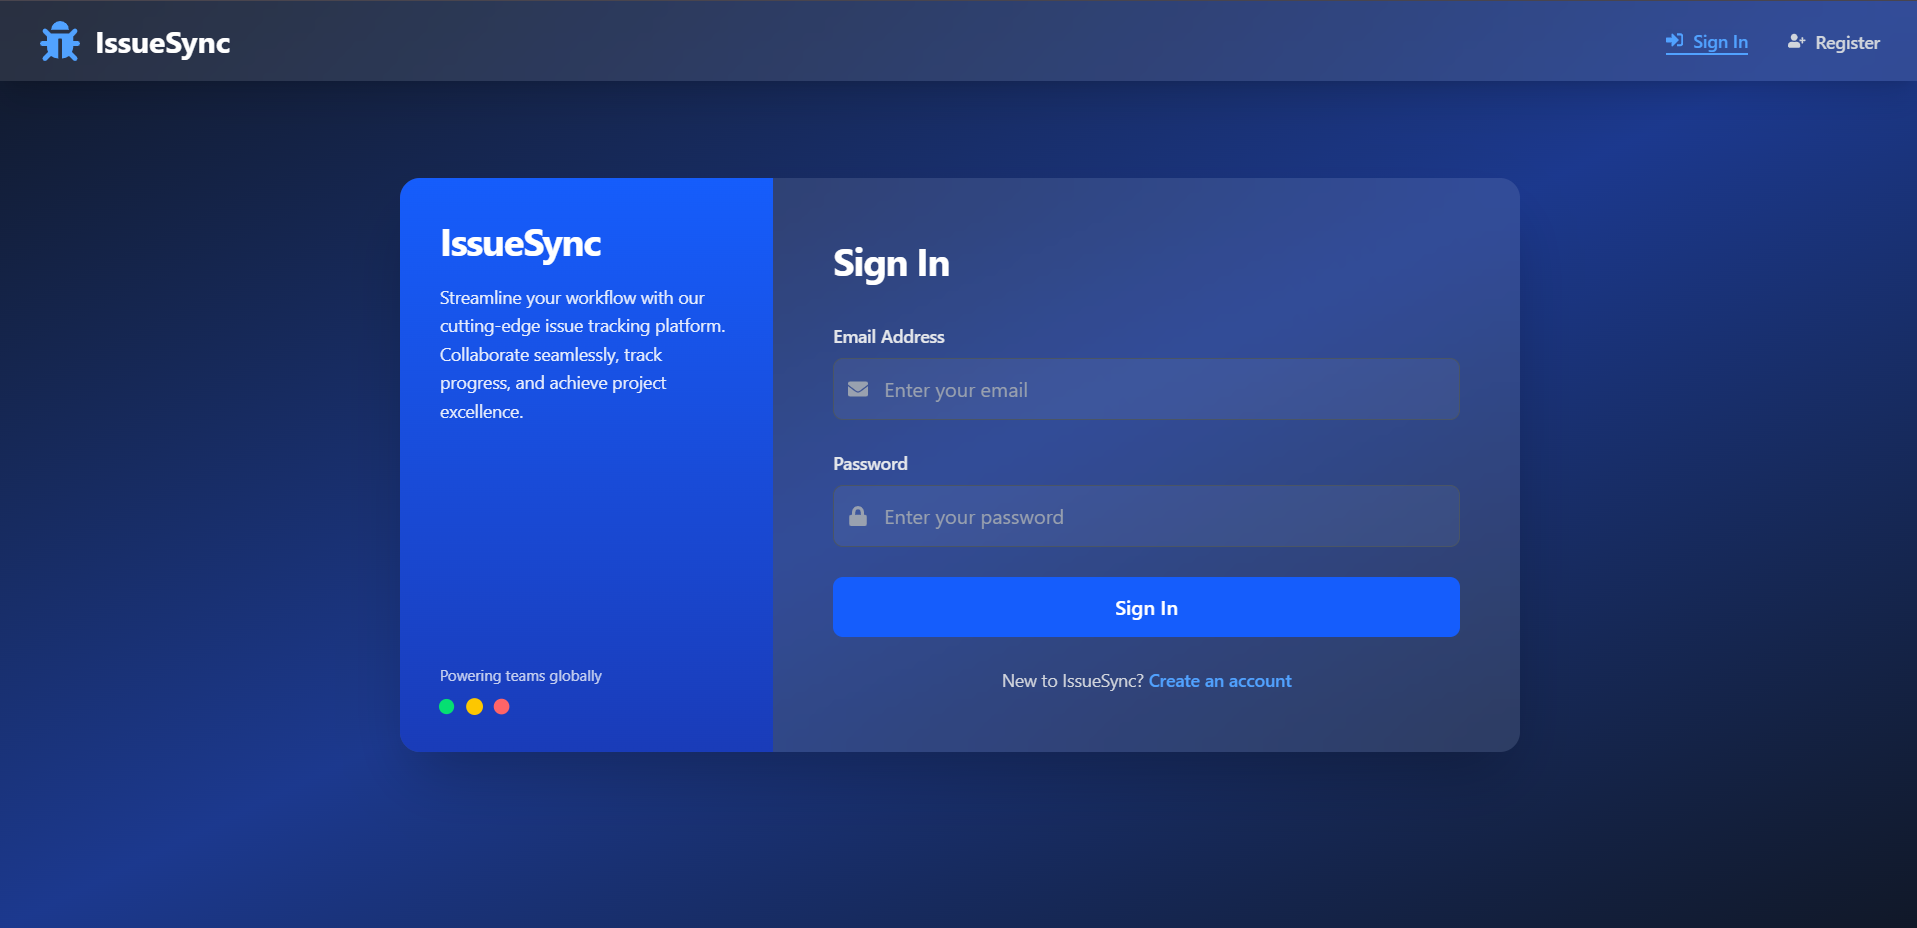 IssueSync
Sign In
Register
IssueSync
Streamline your workflow with our
cutting-edge issue tracking platform.
Collaborate seamlessly, track
progress, and achieve project
excellence.
Powering teams globally
Sign In
Email Address
Enter your email
Password
Enter your password
Sign In
New to IssueSync? Create an account